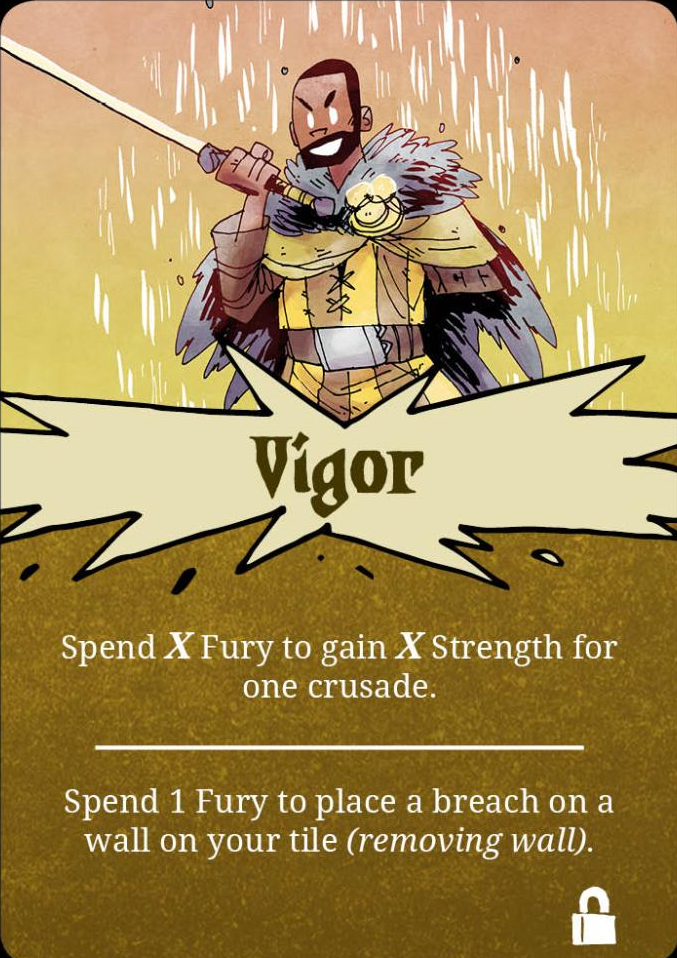 Vigor
Spend X Fury to gain X Strength for
one crusade.
Spend 1 Fury to place a breach on a
wall on your tile (removing wall).